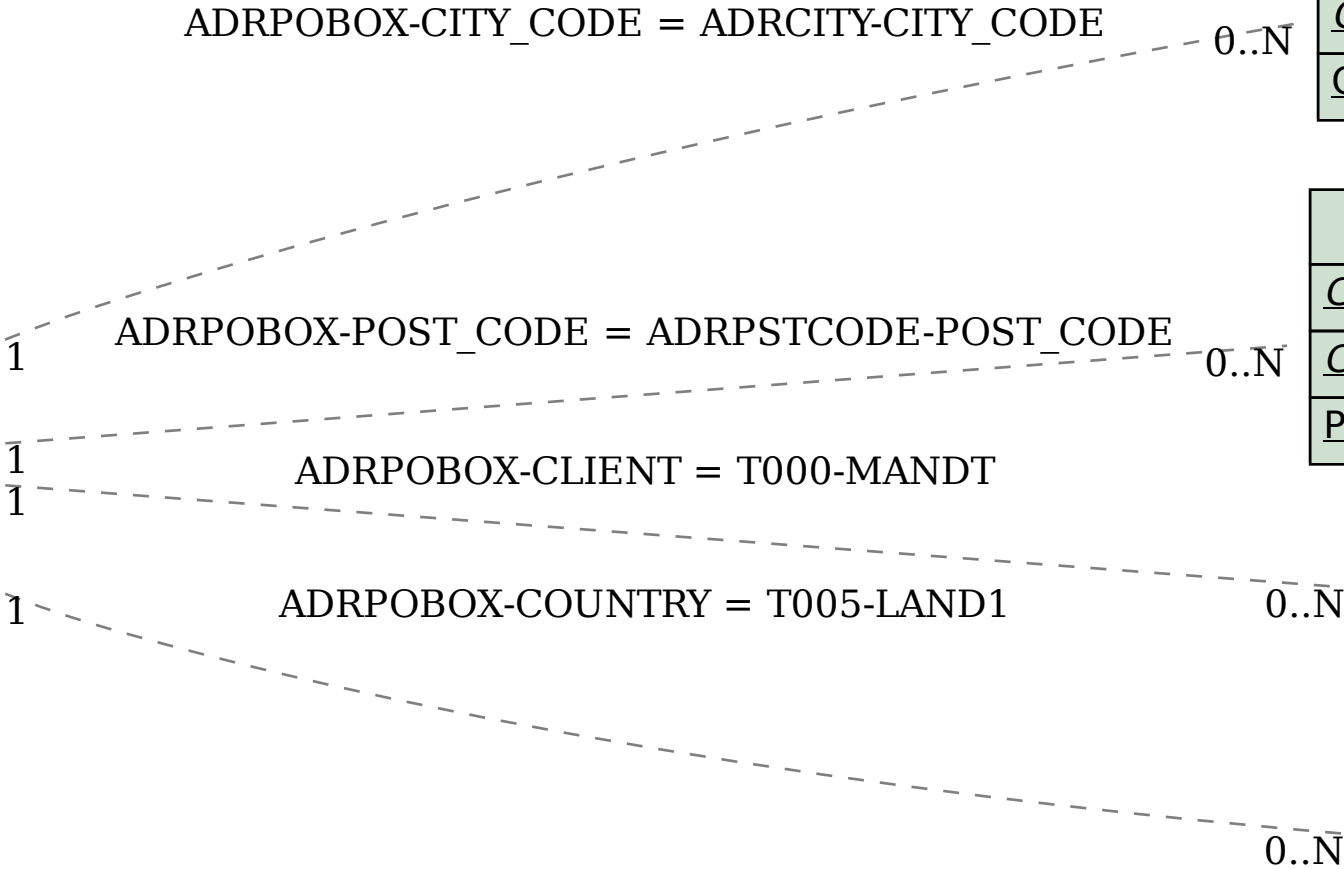 ADRPOBOX-CITY_CODE = ADRCITY-CITY_CODE
0..N
ADRPOBOX-POST_CODE = ADRPSTCODE-POST_CODE
1
0..N
1
ADRPOBOX-CLIENT = T000-MANDT
1
ADRPOBOX-COUNTRY = T005-LAND1
1
0..N
0..N